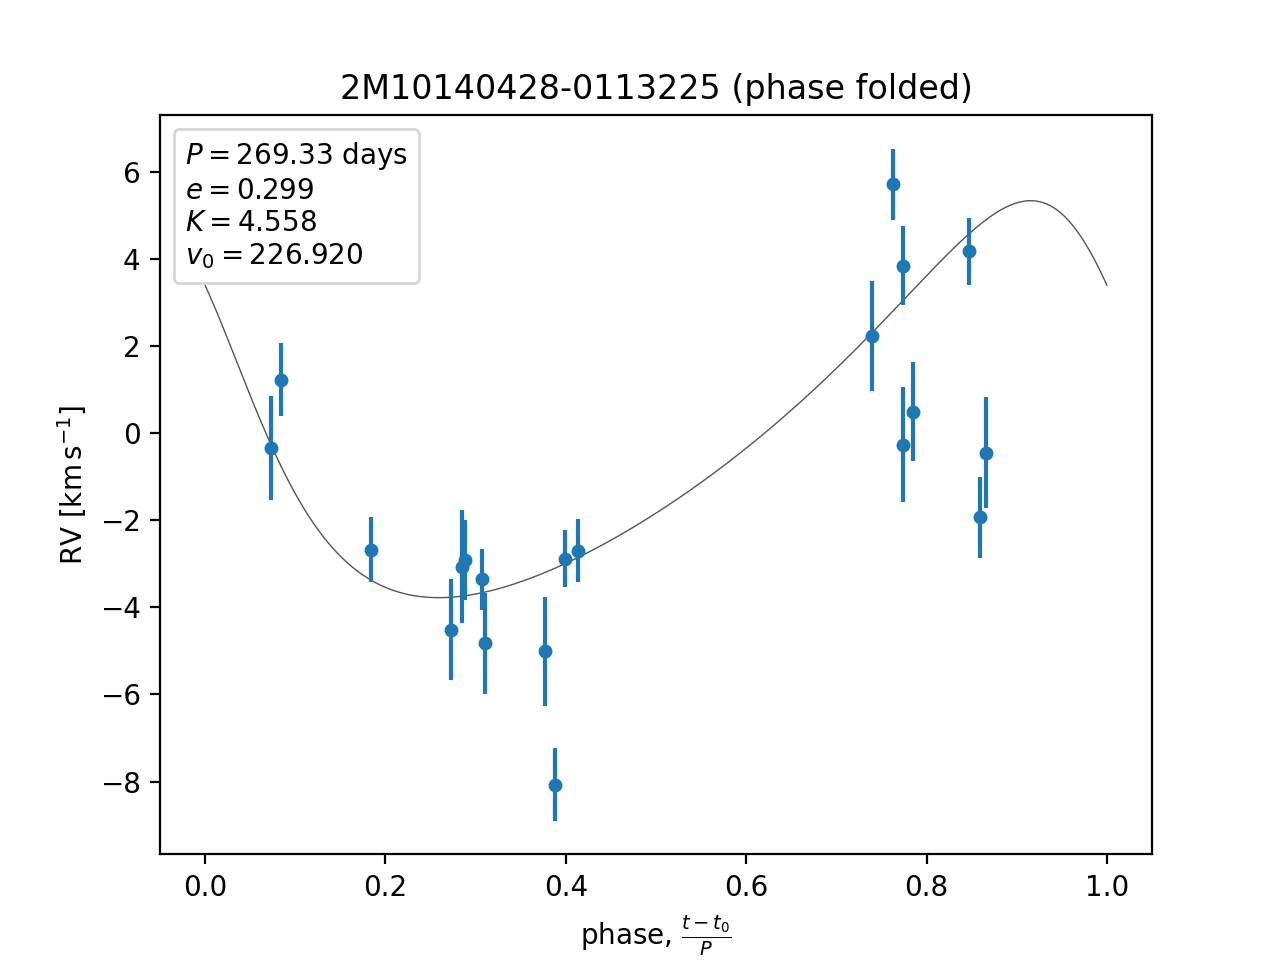 2M10140428-0113225 (phase folded)
P = 269.33 days
e = 0.299
K = 4.558
v₀ = 226.920
RV [km s⁻¹]
6
4
2
0
−2
−4
−6
−8
0.0 0.2 0.4 0.6 0.8 1.0
phase, (t − t₀)/P